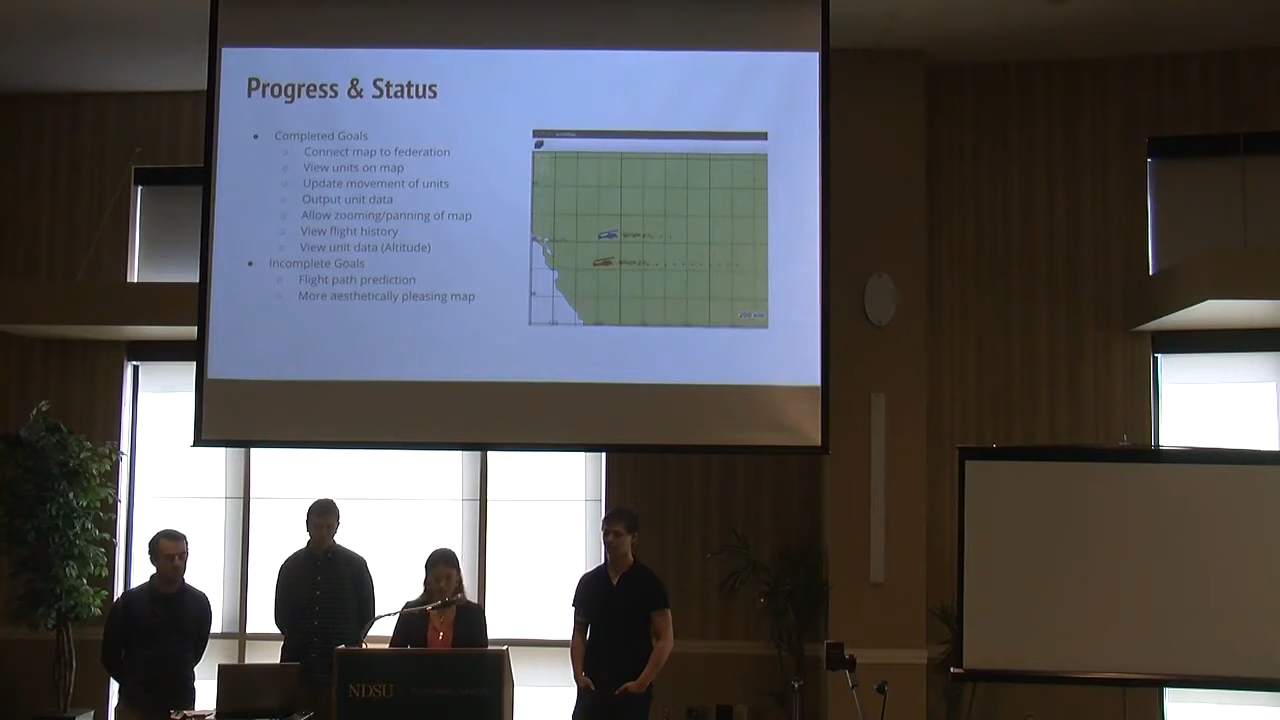 Progress & Status
● Completed Goals
○ Connect map to federation
○ View units on map
○ Update movement of units
○ Output unit data
○ Allow zooming/panning of map
○ View flight history
○ View unit data (Altitude)
● Incomplete Goals
○ Flight path prediction
○ More aesthetically pleasing map
NDSU